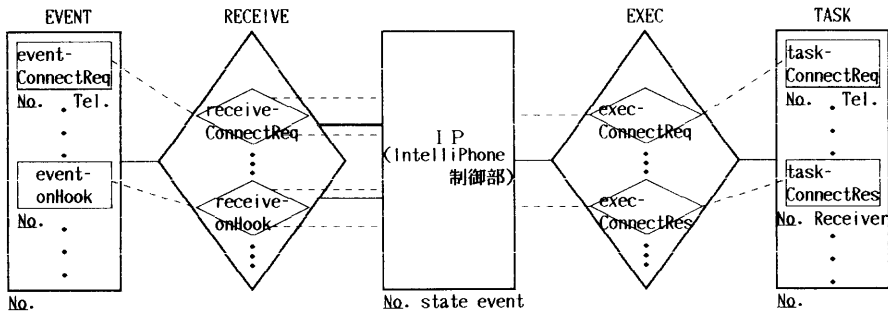 EVENT
RECEIVE
EXEC
TASK
event-
ConnectReq
No. Tel.
event-
onHook
No.
No.
receive-
ConnectReq
receive-
onHook
IP
(IntelliPhone
制御部)
No. state event
exec-
ConnectReq
exec-
ConnectRes
task-
ConnectReq
No. Tel.
task-
ConnectRes
No. Receiver
No.